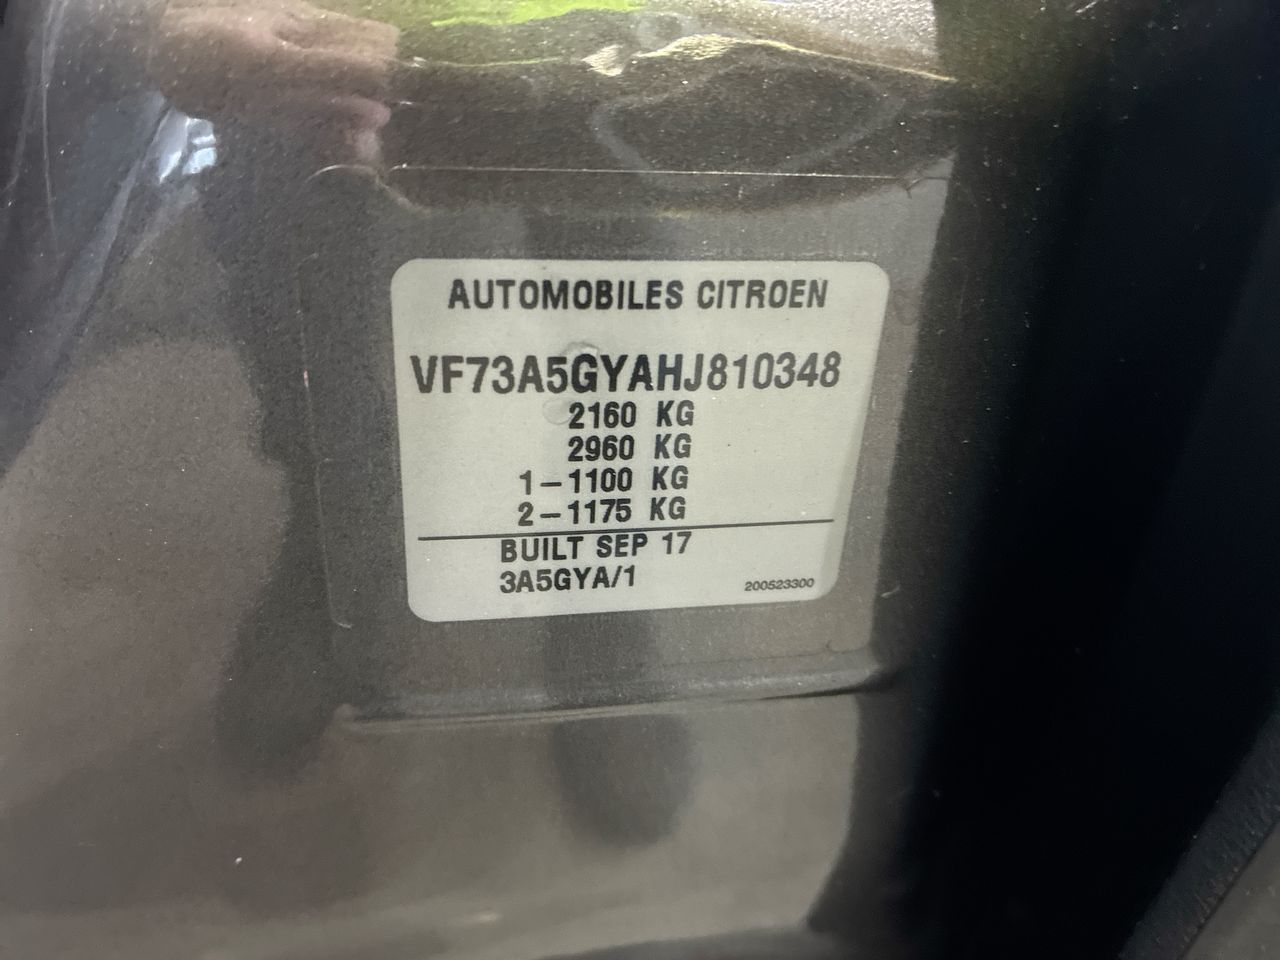 AUTOMOBILES CITROEN
VF73A5GYAHJ810348
2160 KG
2960 KG
1-1100 KG
2-1175 KG
BUILT SEP 17
3A5GYA/1
200523300